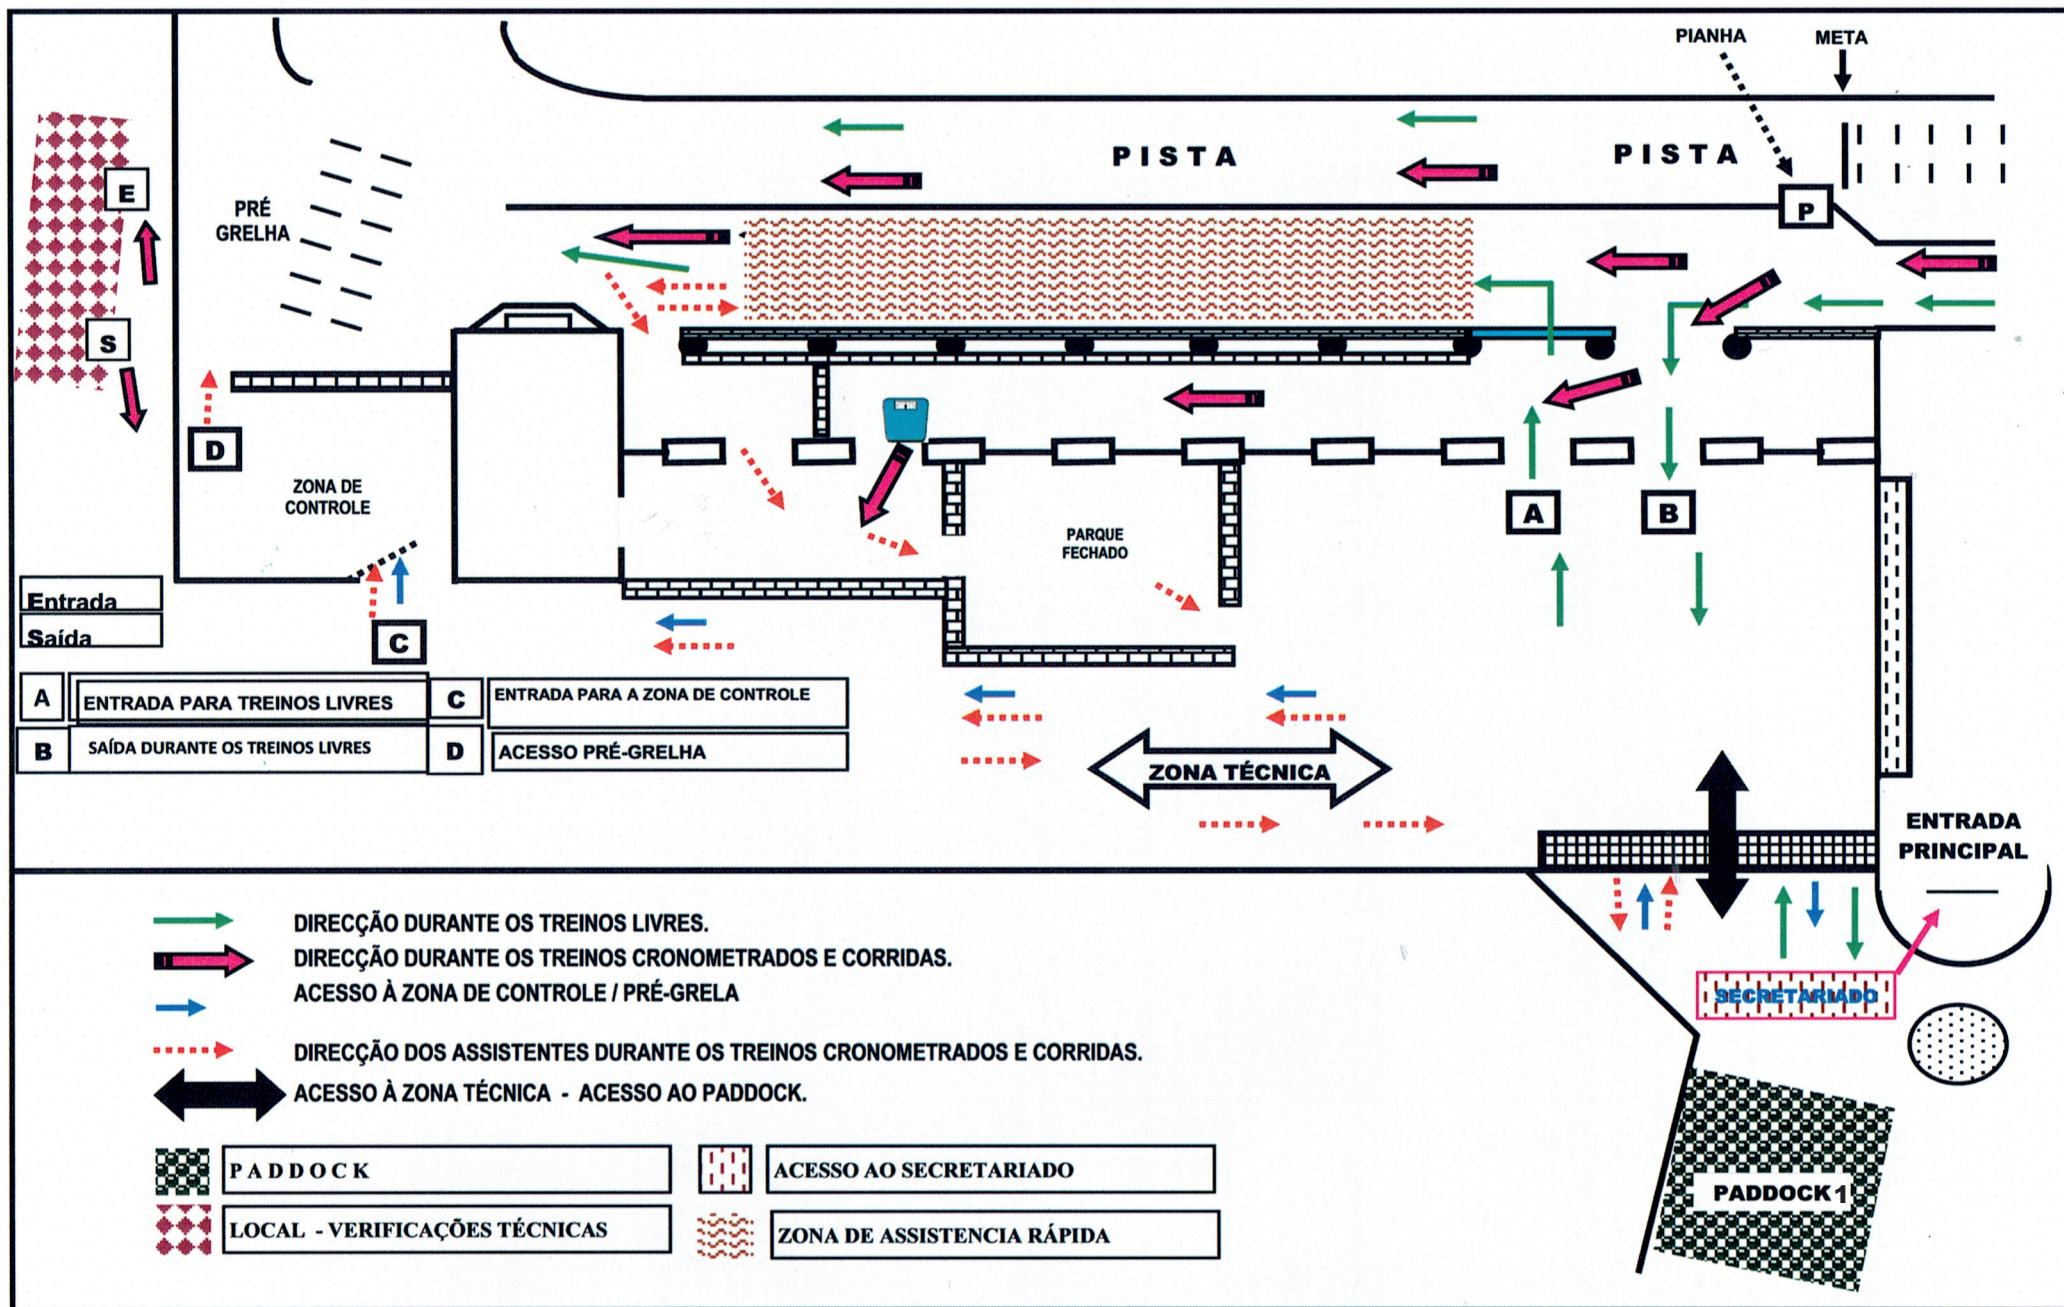 PIANHA
META
PISTA
PISTA
P
E
PRÉ
GRELHA
S
D
ZONA DE
CONTROLE
PARQUE
FECHADO
A
B
Entrada
Saída
C
A
ENTRADA PARA TREINOS LIVRES
C
ENTRADA PARA A ZONA DE CONTROLE
B
SAÍDA DURANTE OS TREINOS LIVRES
D
ACESSO PRÉ-GRELHA
ZONA TÉCNICA
ENTRADA
PRINCIPAL
DIRECÇÃO DURANTE OS TREINOS LIVRES.
DIRECÇÃO DURANTE OS TREINOS CRONOMETRADOS E CORRIDAS.
ACESSO À ZONA DE CONTROLE / PRÉ-GRELA
SECRETARIADO
DIRECÇÃO DOS ASSISTENTES DURANTE OS TREINOS CRONOMETRADOS E CORRIDAS.
ACESSO À ZONA TÉCNICA - ACESSO AO PADDOCK.
PADDOCK
ACESSO AO SECRETARIADO
PADDOCK 1
LOCAL - VERIFICAÇÕES TÉCNICAS
ZONA DE ASSISTENCIA RÁPIDA